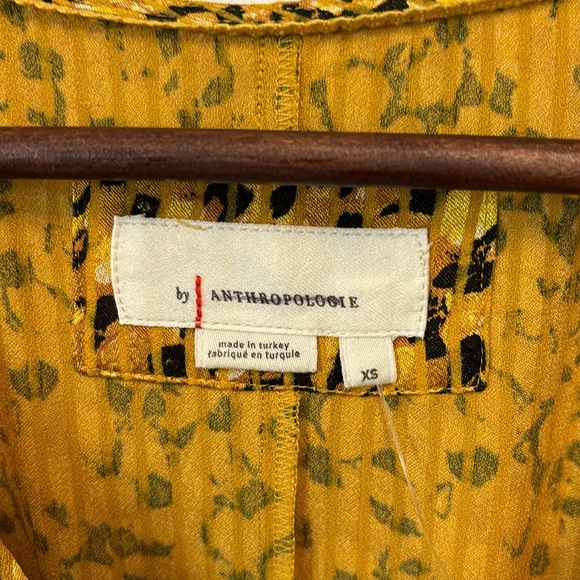 by ANTHROPOLOGIE
made in turkey
fabriqué en turquie
XS